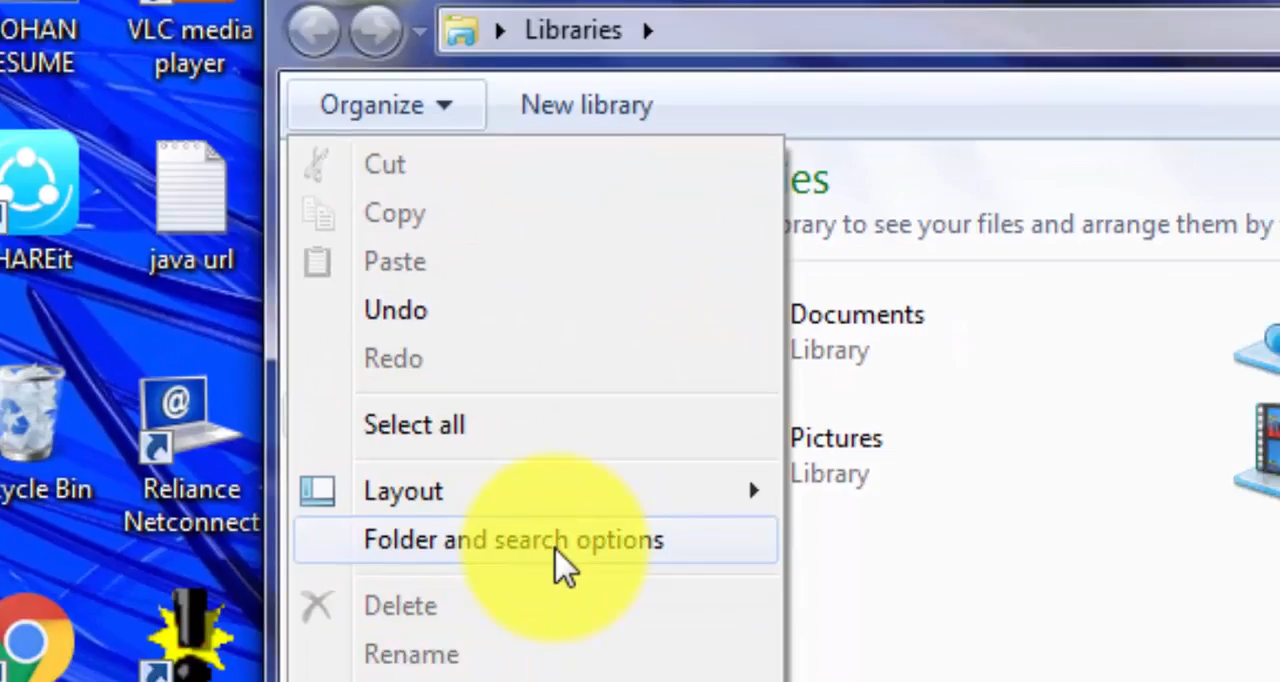 OHAN
ESUME
VLC media
player
HAREit
java url
ycle Bin
Reliance
Netconnect
Libraries
Organize
New library
Cut
Copy
Paste
Undo
Redo
Select all
Layout
Folder and search options
Delete
Rename
es
brary to see your files and arrange them by
Documents
Library
Pictures
Library